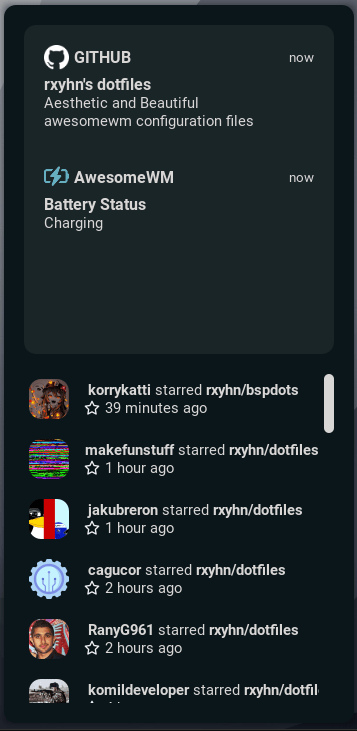 GITHUB now
rxyhn's dotfiles
Aesthetic and Beautiful
awesomewm configuration files
AwesomeWM now
Battery Status
Charging
korrykatti starred rxyhn/bspdots
39 minutes ago
makefunstuff starred rxyhn/dotfiles
1 hour ago
jakubreron starred rxyhn/dotfiles
1 hour ago
cagucor starred rxyhn/dotfiles
2 hours ago
RanyG961 starred rxyhn/dotfiles
2 hours ago
komildeveloper starred rxyhn/dotfil